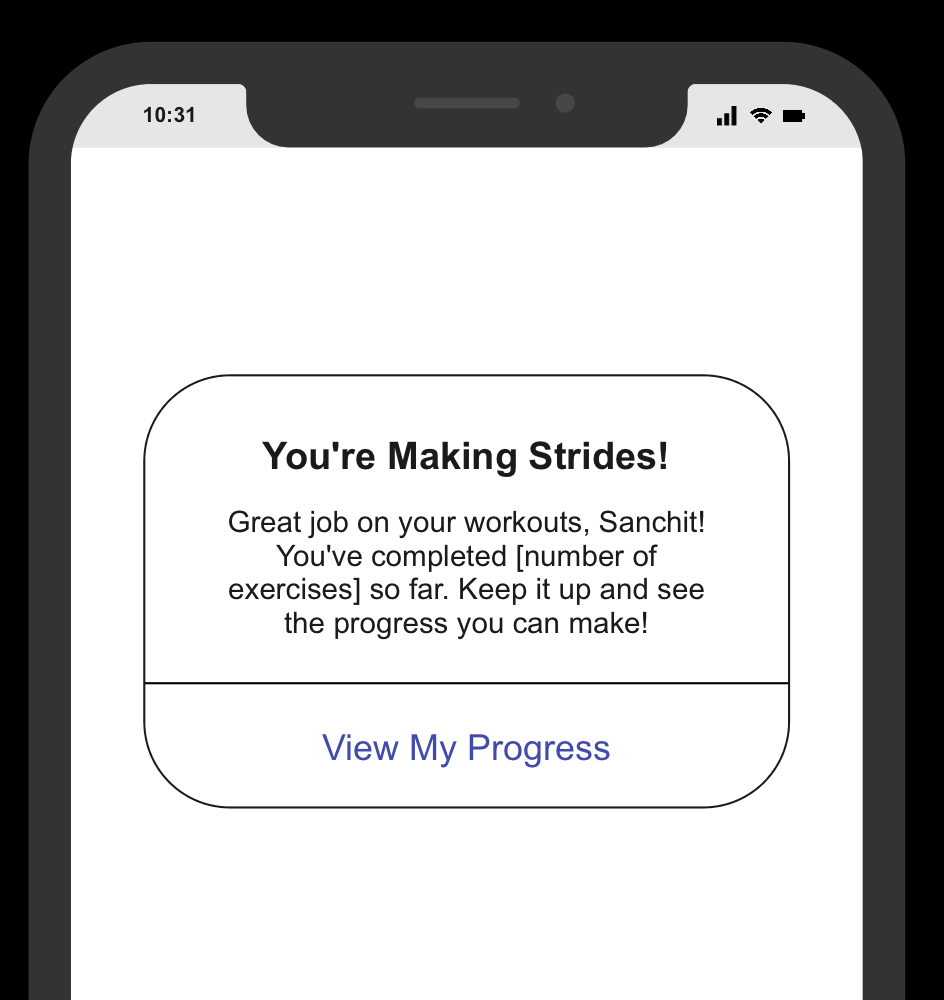 10:31
You're Making Strides!
Great job on your workouts, Sanchit!
You've completed [number of
exercises] so far. Keep it up and see
the progress you can make!
View My Progress